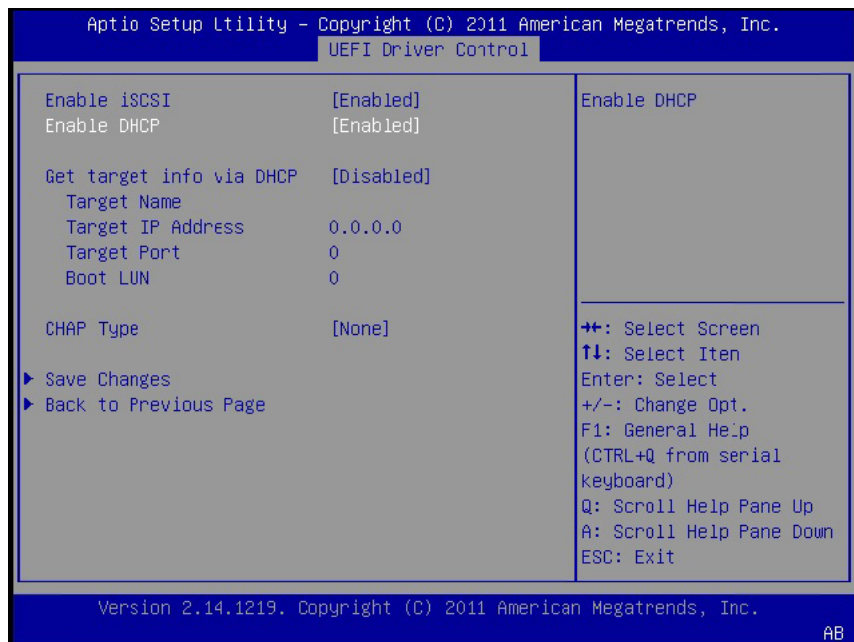 Aptio Setup Utility – Copyright (C) 2011 American Megatrends, Inc.
UEFI Driver Control
Enable iSCSI [Enabled]
Enable DHCP [Enabled]
Get target info via DHCP [Disabled]
Target Name
Target IP Address 0.0.0.0
Target Port 0
Boot LUN 0
CHAP Type [None]
► Save Changes
► Back to Previous Page
Enable DHCP
→←: Select Screen
↑↓: Select Item
Enter: Select
+/-: Change Opt.
F1: General Help
(CTRL+Q from serial
keyboard)
Q: Scroll Help Pane Up
A: Scroll Help Pane Down
ESC: Exit
Version 2.14.1219. Copyright (C) 2011 American Megatrends, Inc.
AB